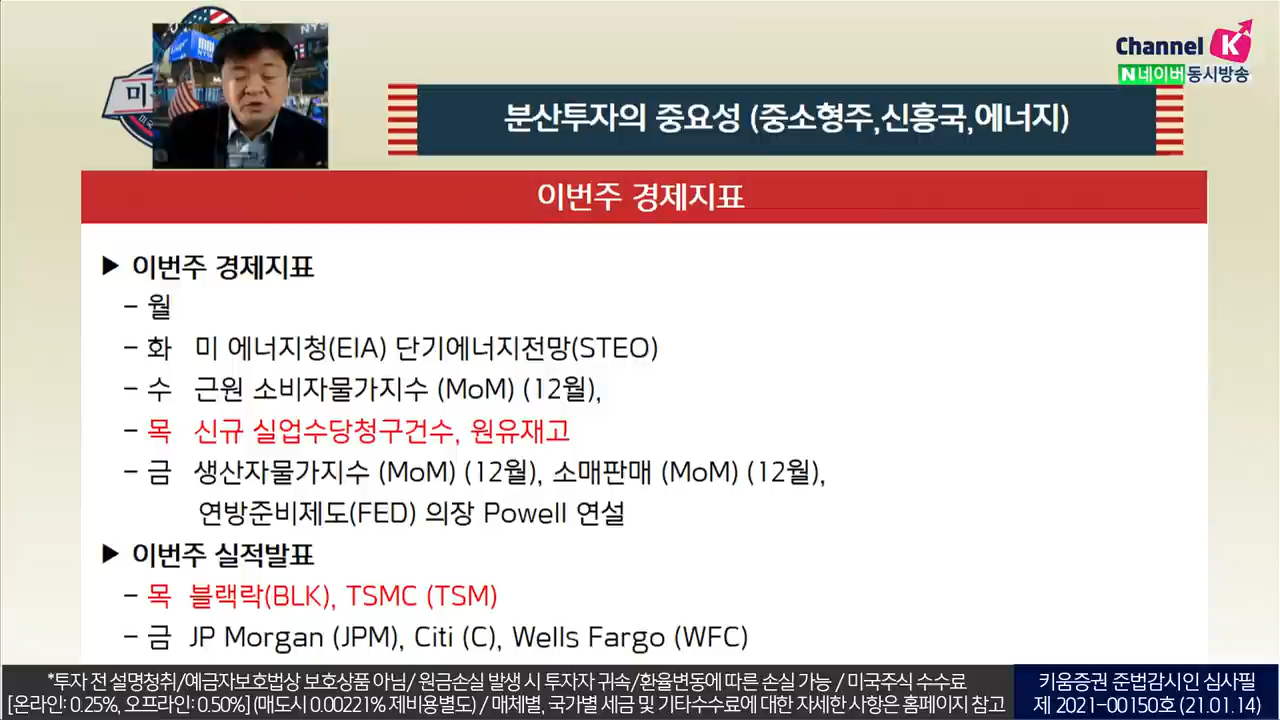 Channel K
N 네이버 동시방송
미
분산투자의 중요성 (중소형주,신흥국,에너지)
이번주 경제지표
▶ 이번주 경제지표
– 월
– 화 미 에너지청(EIA) 단기에너지전망(STEO)
– 수 근원 소비자물가지수 (MoM) (12월),
– 목 신규 실업수당청구건수, 원유재고
– 금 생산자물가지수 (MoM) (12월), 소매판매 (MoM) (12월),
연방준비제도(FED) 의장 Powell 연설
▶ 이번주 실적발표
– 목 블랙락(BLK), TSMC (TSM)
– 금 JP Morgan (JPM), Citi (C), Wells Fargo (WFC)
*투자 전 설명청취/예금자보호법상 보호상품 아님/ 원금손실 발생 시 투자자 귀속/환율변동에 따른 손실 가능 / 미국주식 수수료
[온라인: 0.25%, 오프라인: 0.50%] (매도시 0.00221% 제비용별도) / 매체별, 국가별 세금 및 기타수수료에 대한 자세한 사항은 홈페이지 참고
키움증권 준법감시인 심사필
제 2021-00150호 (21.01.14)